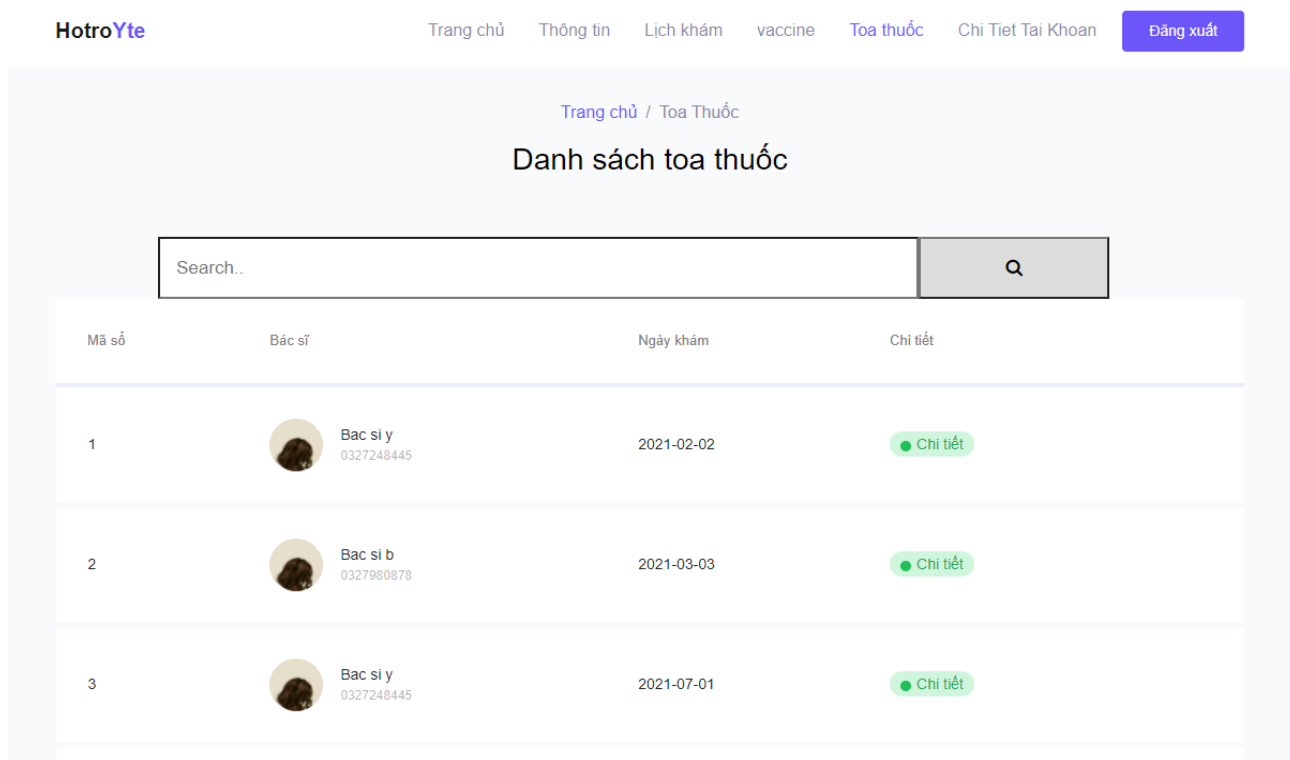 HotroYte Trang chủ Thông tin Lịch khám vaccine Toa thuốc Chi Tiet Tai Khoan Đăng xuất
Trang chủ / Toa Thuốc
Danh sách toa thuốc
Search..
Mã số Bác sĩ Ngày khám Chi tiết
1 Bac si y 2021-02-02 Chi tiết
0327248445
2 Bac si b 2021-03-03 Chi tiết
0327980878
3 Bac si y 2021-07-01 Chi tiết
0327248445